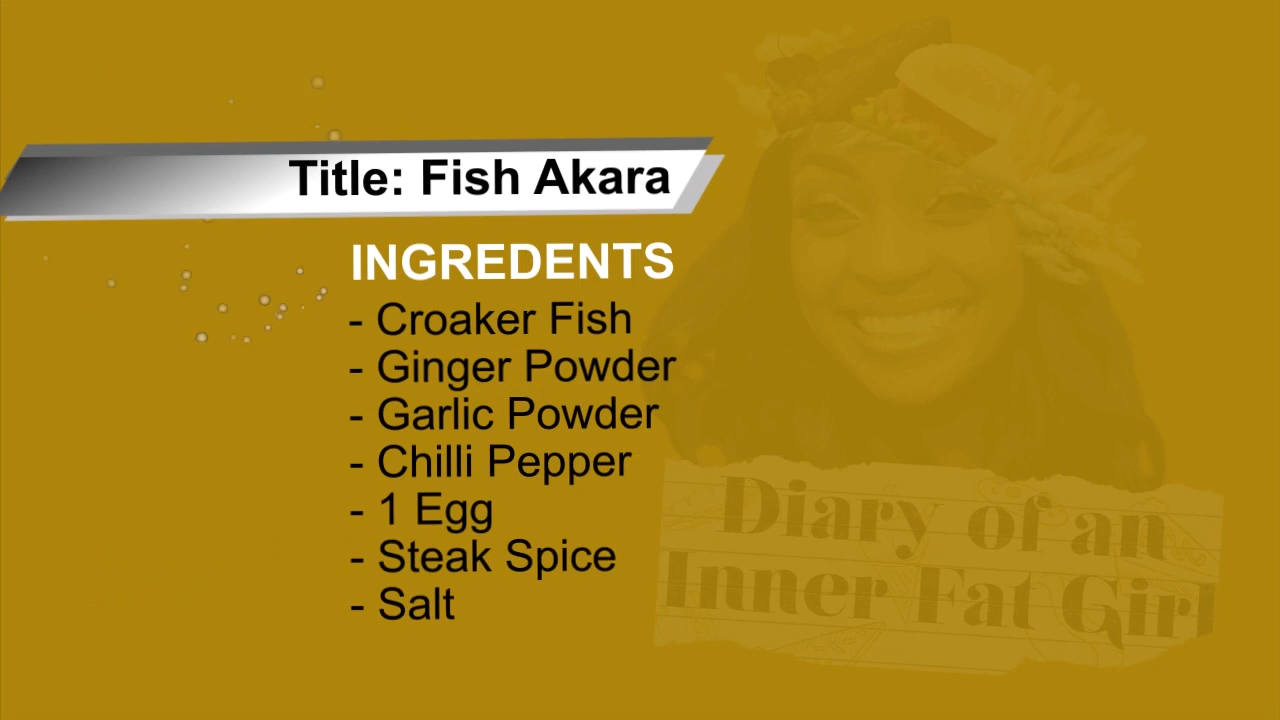 Title: Fish Akara
INGREDENTS
- Croaker Fish
- Ginger Powder
- Garlic Powder
- Chilli Pepper
- 1 Egg
- Steak Spice
- Salt
Diary of an
Inner Fat Girl